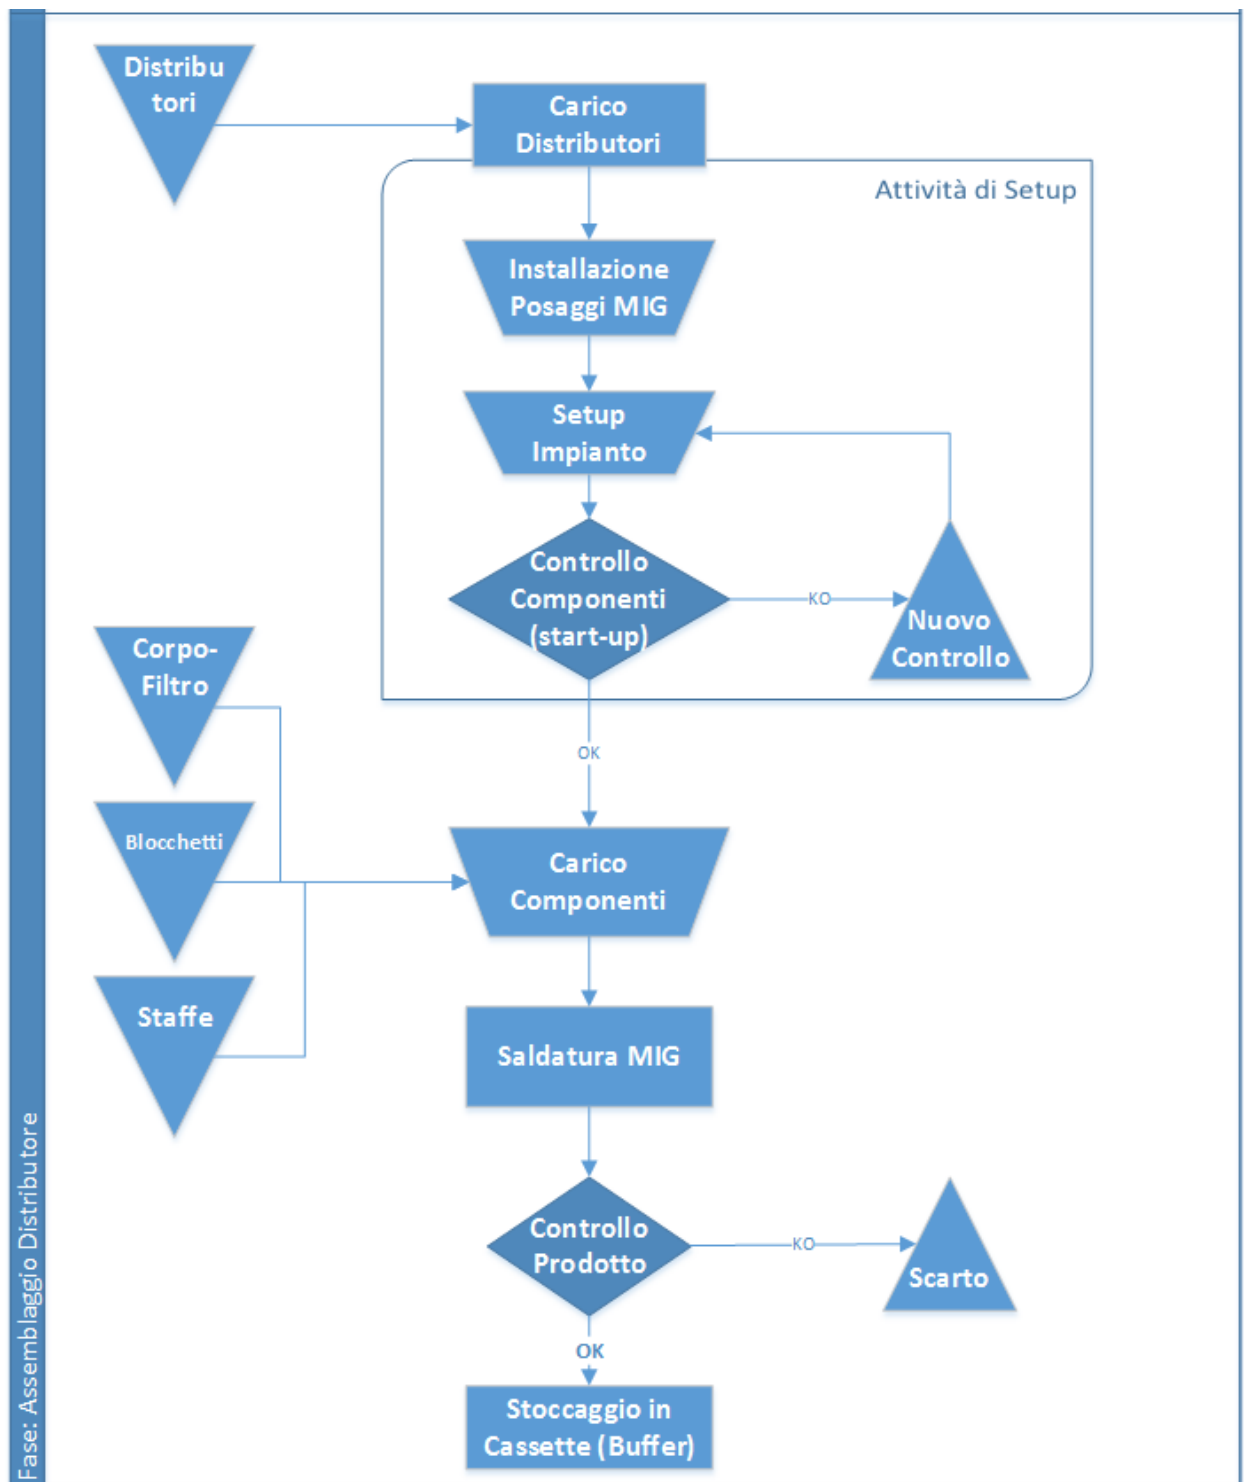 Distribu
tori
Carico
Distributori
Attività di Setup
Installazione
Posaggi MIG
Setup
Impianto
Controllo
Componenti
(start-up)
KO
Nuovo
Controllo
Corpo-
Filtro
OK
Blocchetti
Carico
Componenti
Staffe
Saldatura MIG
Controllo
Prodotto
KO
Scarto
OK
Stoccaggio in
Cassette (Buffer)
Fase: Assemblaggio Distributore